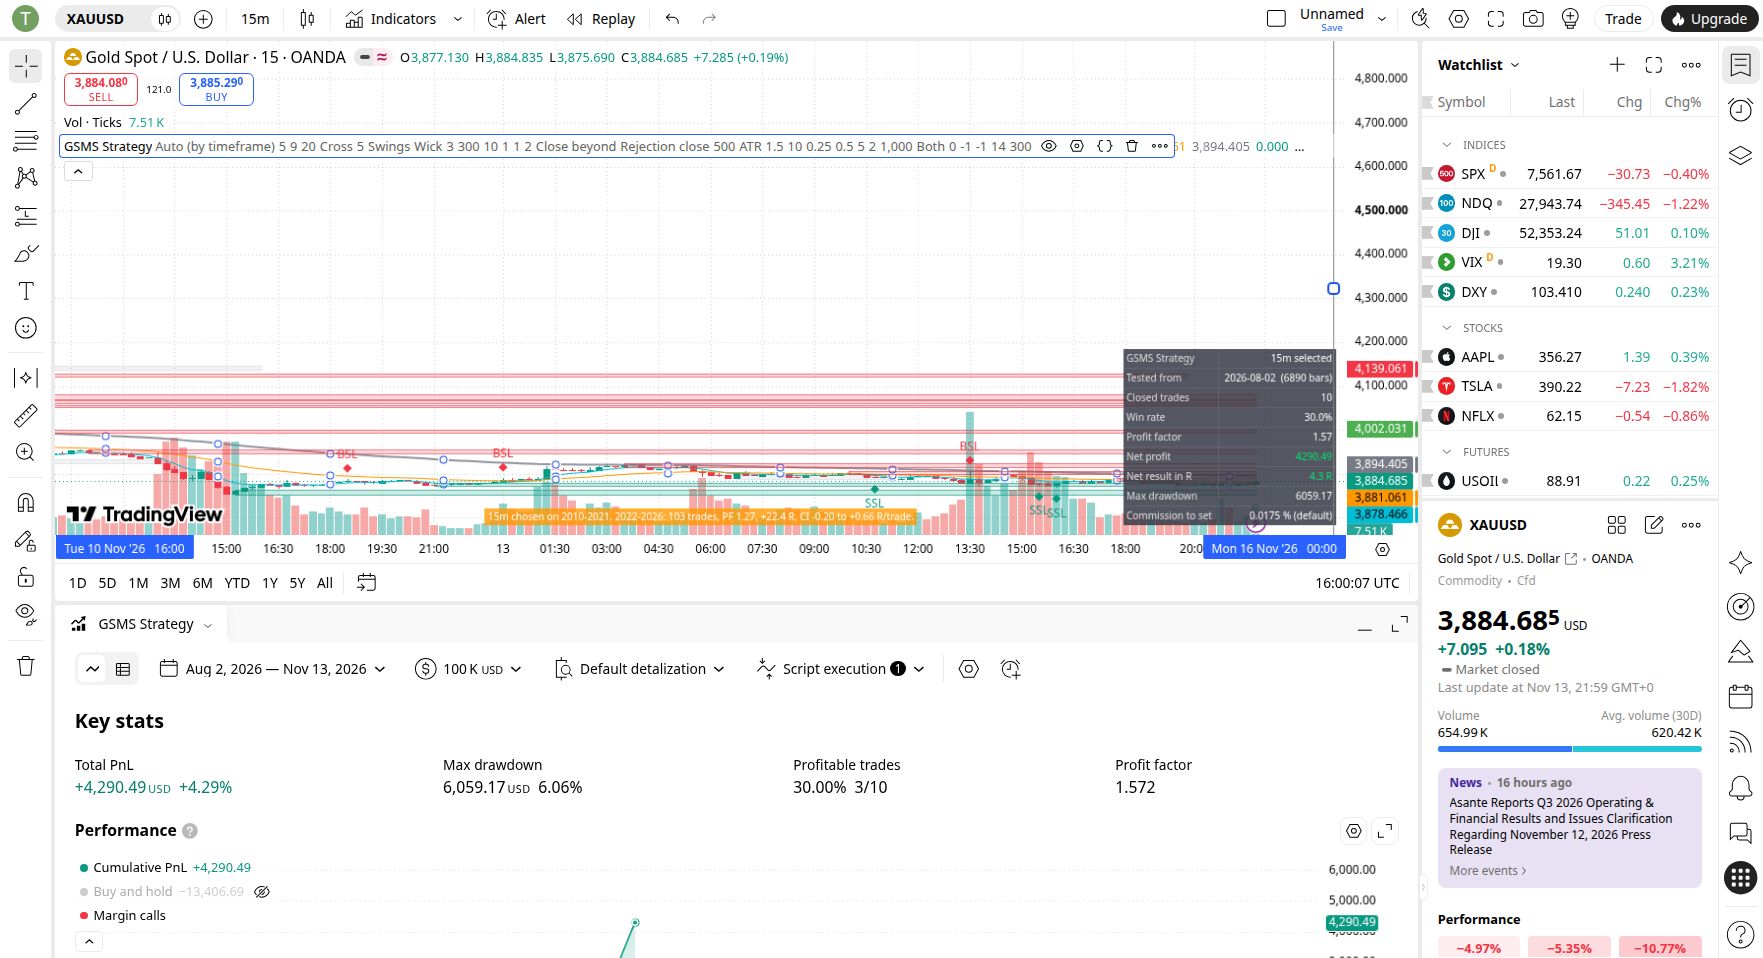 T
XAUUSD
15m
Indicators
Alert
Replay
Unnamed
Save
Trade
Upgrade
Gold Spot / U.S. Dollar · 15 · OANDA
O3,877.130 H3,884.835 L3,875.690 C3,884.685 +7.285 (+0.19%)
3,884.080
SELL
121.0
3,885.290
BUY
Vol · Ticks 7.51 K
GSMS Strategy Auto (by timeframe) 5 9 20 Cross 5 Swings Wick 3 300 10 1 1 2 Close beyond Rejection close 500 ATR 1.5 10 0.25 0.5 5 2 1,000 Both 0 -1 -1 14 300
3,894.405 0.000 ...
4,800.000
4,700.000
4,600.000
4,500.000
4,400.000
4,300.000
4,200.000
4,139.061
4,100.000
4,002.031
3,894.405
3,884.685
3,881.061
3,878.466
7.51 K
GSMS Strategy 15m selected
Tested from 2026-08-02 (6890 bars)
Closed trades 10
Win rate 30.0%
Profit factor 1.57
Net profit 4290.49
Net result in R 4.3 R
Max drawdown 6059.17
Commission to set 0.0175 % (default)
BSL
BSL
BSL
SSL
SSL
SSL
TradingView
15m chosen on 2010-2021. 2022-2026: 103 trades, PF 1.27, +22.4 R, CI -0.20 to +0.66 R/trade
Tue 10 Nov '26 16:00
15:00 16:30 18:00 19:30 21:00 13 01:30 03:00 04:30 06:00 07:30 09:00 10:30 12:00 13:30 15:00 16:30 18:00 20:0
Mon 16 Nov '26 00:00
1D 5D 1M 3M 6M YTD 1Y 5Y All
16:00:07 UTC
GSMS Strategy
Aug 2, 2026 — Nov 13, 2026
100 K USD
Default detalization
Script execution 1
Key stats
Total PnL
+4,290.49 USD +4.29%
Max drawdown
6,059.17 USD 6.06%
Profitable trades
30.00% 3/10
Profit factor
1.572
Performance
Cumulative PnL +4,290.49
Buy and hold −13,406.69
Margin calls
6,000.00
5,000.00
4,290.49
Watchlist
Symbol Last Chg Chg%
INDICES
SPX D 7,561.67 −30.73 −0.40%
NDQ 27,943.74 −345.45 −1.22%
DJI 52,353.24 51.01 0.10%
VIX D 19.30 0.60 3.21%
DXY 103.410 0.240 0.23%
STOCKS
AAPL 356.27 1.39 0.39%
TSLA 390.22 −7.23 −1.82%
NFLX 62.15 −0.54 −0.86%
FUTURES
USOIL 88.91 0.22 0.25%
XAUUSD
Gold Spot / U.S. Dollar · OANDA
Commodity · Cfd
3,884.685 USD
+7.095 +0.18%
Market closed
Last update at Nov 13, 21:59 GMT+0
Volume Avg. volume (30D)
654.99 K 620.42 K
News · 16 hours ago
Asante Reports Q3 2026 Operating &
Financial Results and Issues Clarification
Regarding November 12, 2026 Press
Release
More events
Performance
−4.97% −5.35% −10.77%